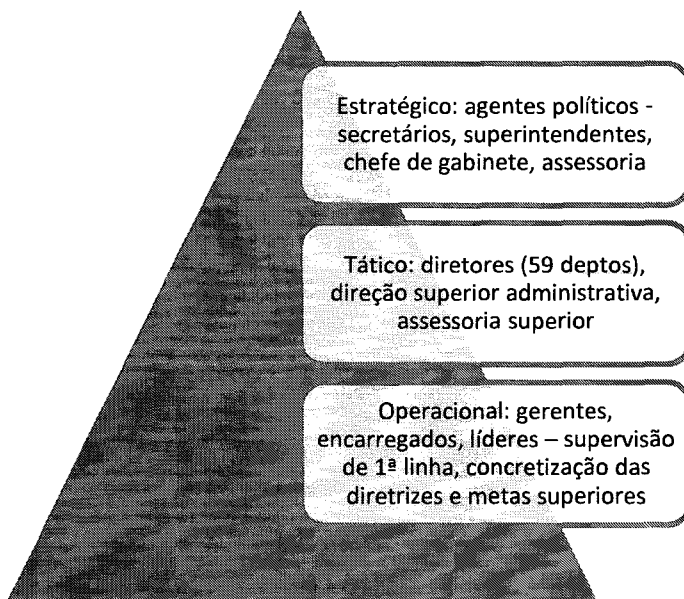 Estratégico: agentes políticos -
secretários, superintendentes,
chefe de gabinete, assessoria
Tático: diretores (59 deptos),
direção superior administrativa,
assessoria superior
Operacional: gerentes,
encarregados, líderes – supervisão
de 1ª linha, concretização das
diretrizes e metas superiores